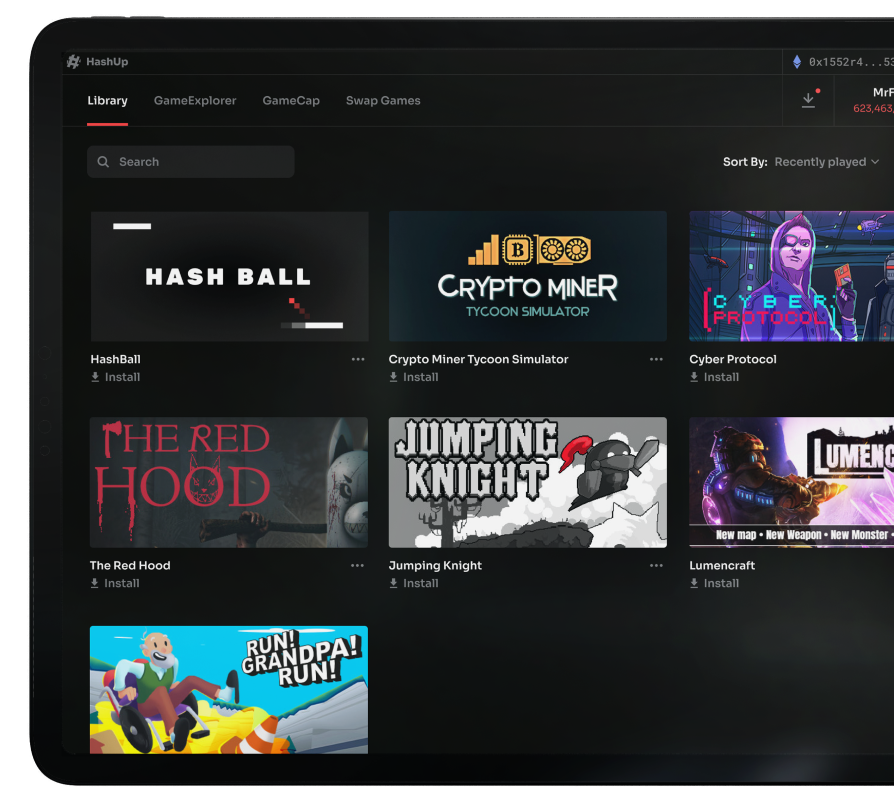 HashUp
0x1552r4...53
Library GameExplorer GameCap Swap Games
MrF
623,463,
Search
Sort By: Recently played
HASH BALL
B
CRYPTO MINER
TYCOON SIMULATOR
CYBER
PROTOCOL
HashBall
Install
Crypto Miner Tycoon Simulator
Install
Cyber Protocol
Install
THE RED
HOOD
JUMPING
KNIGHT
LUMENC
New map • New Weapon • New Monster •
The Red Hood
Install
Jumping Knight
Install
Lumencraft
Install
RUN!
GRANDPA!
RUN!